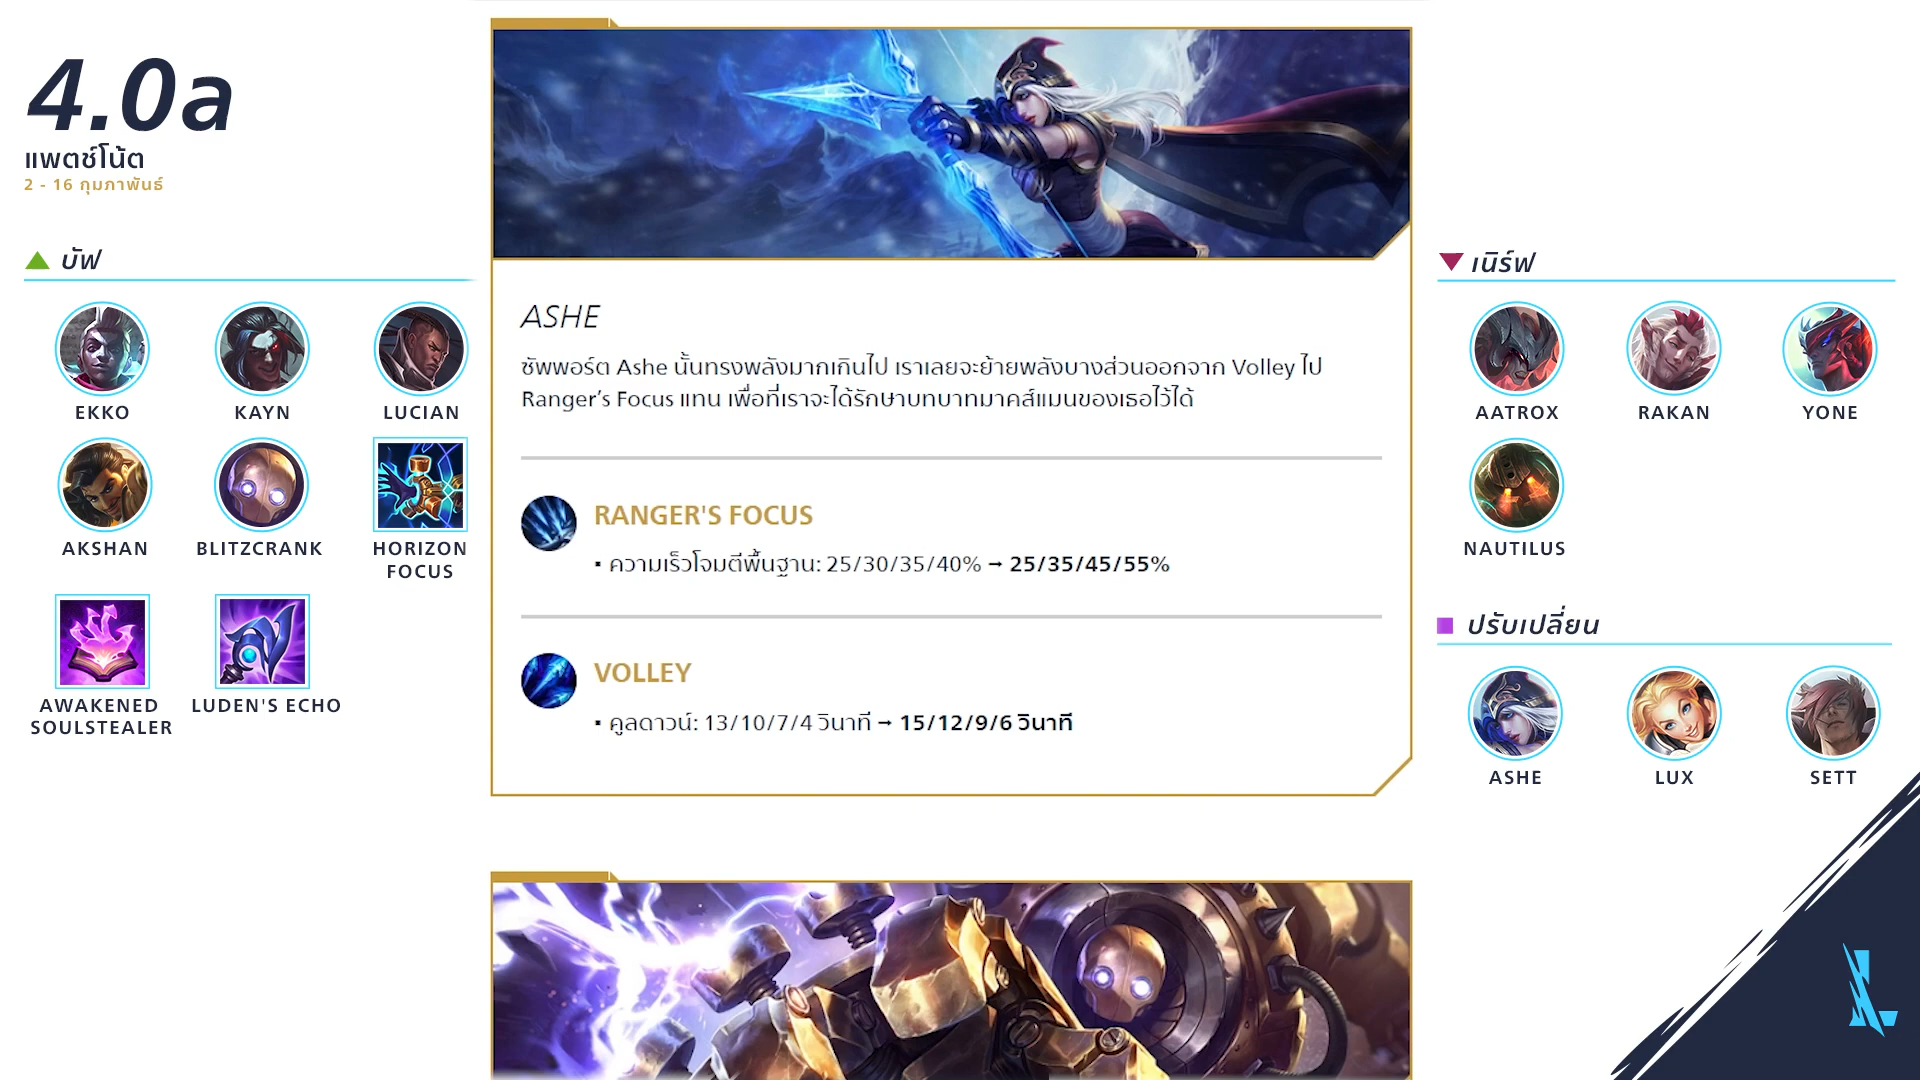 4.0a
แพตช์โน้ต
2 - 16 กุมภาพันธ์
บัฟ
EKKO
KAYN
LUCIAN
AKSHAN
BLITZCRANK
HORIZON
FOCUS
AWAKENED
SOULSTEALER
LUDEN'S ECHO
ASHE
ซัพพอร์ต Ashe นั้นทรงพลังมากเกินไป เราเลยจะย้ายพลังบางส่วนออกจาก Volley ไป
Ranger’s Focus แทน เพื่อที่เราจะได้รักษาบทบาทมาคส์แมนของเธอไว้ได้
RANGER'S FOCUS
▪ ความเร็วโจมตีพื้นฐาน: 25/30/35/40% → 25/35/45/55%
VOLLEY
▪ คูลดาวน์: 13/10/7/4 วินาที → 15/12/9/6 วินาที
เนิร์ฟ
AATROX
RAKAN
YONE
NAUTILUS
ปรับเปลี่ยน
ASHE
LUX
SETT